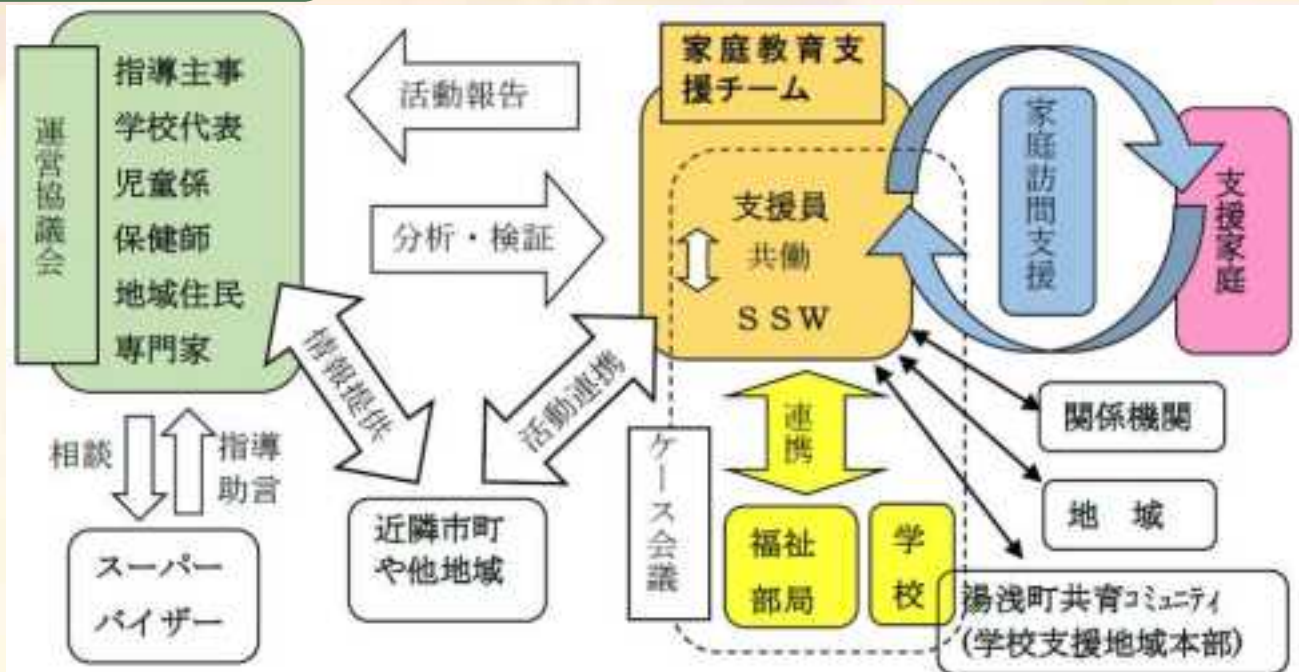 運営協議会
指導主事
学校代表
児童係
保健師
地域住民
専門家
活動報告
分析・検証
家庭教育支
援チーム
支援員
共働
SSW
家庭訪問支援
支援家庭
情報提供
活動連携
連携
ケース会議
相談
指導
助言
スーパー
バイザー
近隣市町
や他地域
福祉
部局
学
校
関係機関
地 域
湯浅町共育コミュニティ
(学校支援地域本部)